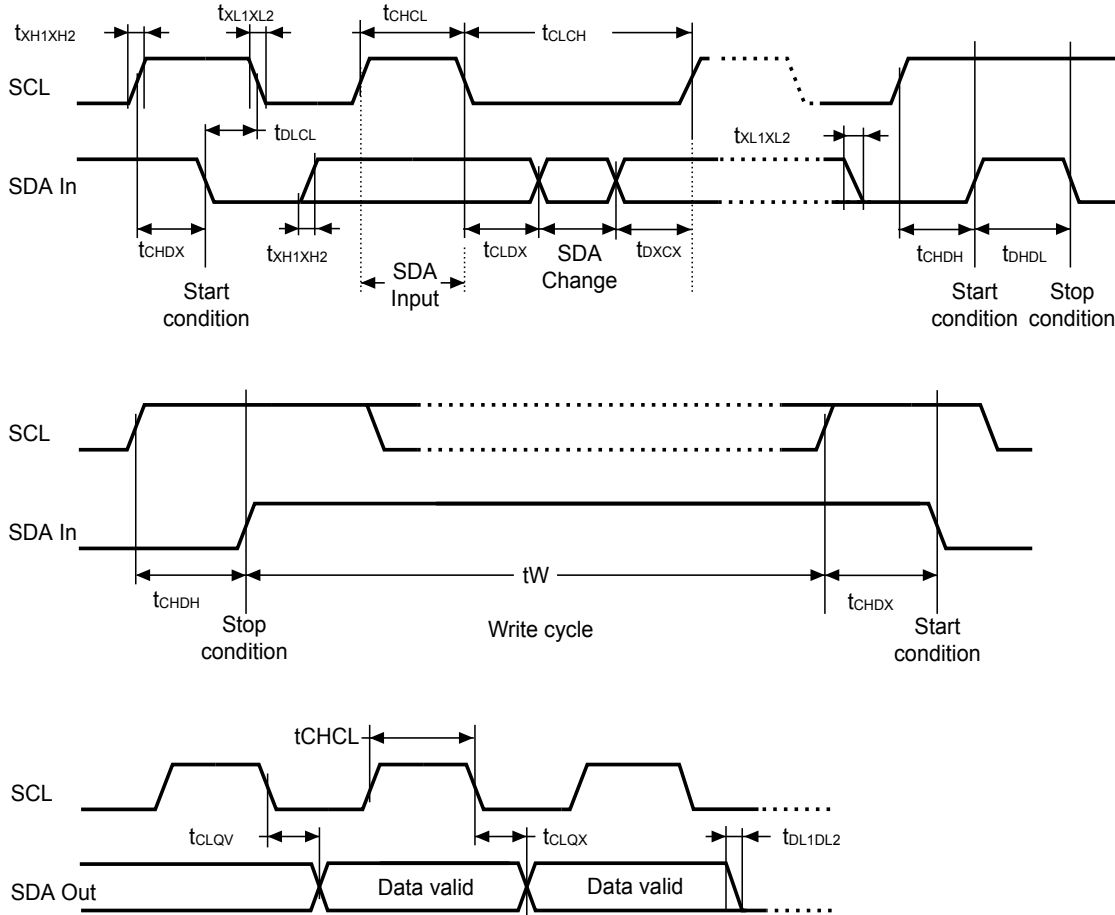 tXH1XH2
tXL1XL2
tCHCL
tCLCH
SCL
tDLCL
tXL1XL2
SDA In
tCHDX
tXH1XH2
tCLDX
SDA
Change
tDXCX
tCHDH
tDHDL
SDA
Input
Start
condition
Start
condition
Stop
condition
SCL
SDA In
tCHDH
tW
tCHDX
Stop
condition
Write cycle
Start
condition
tCHCL
SCL
tCLQV
tCLQX
tDL1DL2
SDA Out
Data valid
Data valid